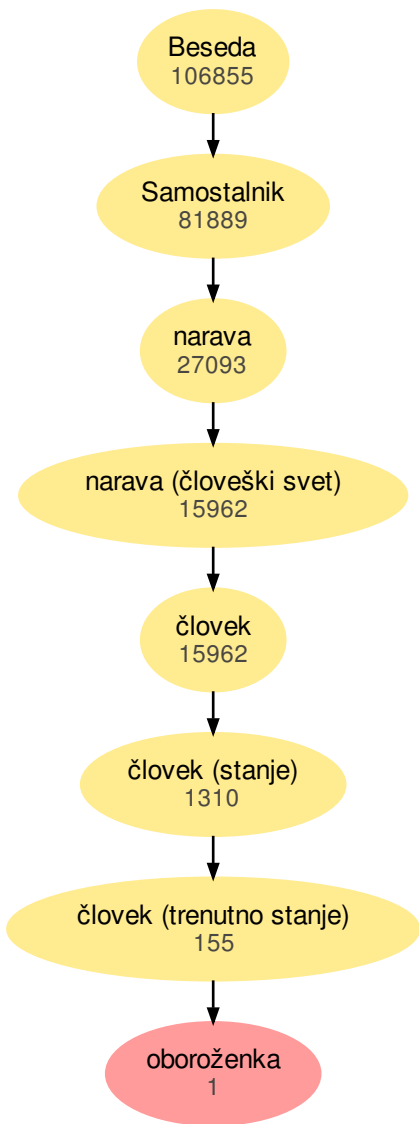 Beseda
106855
Samostalnik
81889
narava
27093
narava (človeški svet)
15962
človek
15962
človek (stanje)
1310
človek (trenutno stanje)
155
oboroženka
1